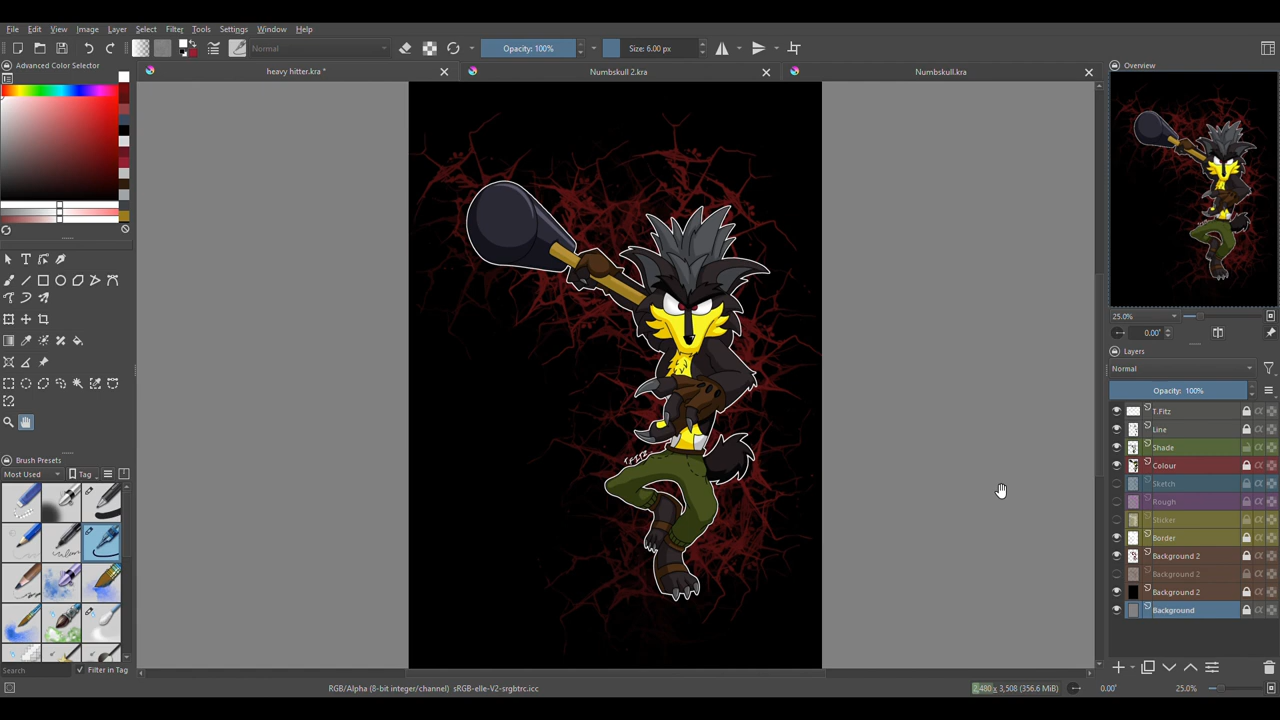 File Edit View Image Layer Select Filter Tools Settings Window Help
Normal Opacity: 100% Size: 6.00 px
Advanced Color Selector
heavy hitter.kra *
Numbskull 2.kra
Numbskull.kra
Overview
25.0%
0.00°
Layers
Normal
Opacity: 100%
T.Fitz
Line
Shade
Colour
Sketch
Rough
Sticker
Border
Background 2
Background 2
Background 2
Background
Brush Presets
Most Used Tag
Search Filter in Tag
RGB/Alpha (8-bit integer/channel) sRGB-elle-V2-srgbtrc.icc
2,480 x 3,508 (356.6 MiB) 0.00° 25.0%